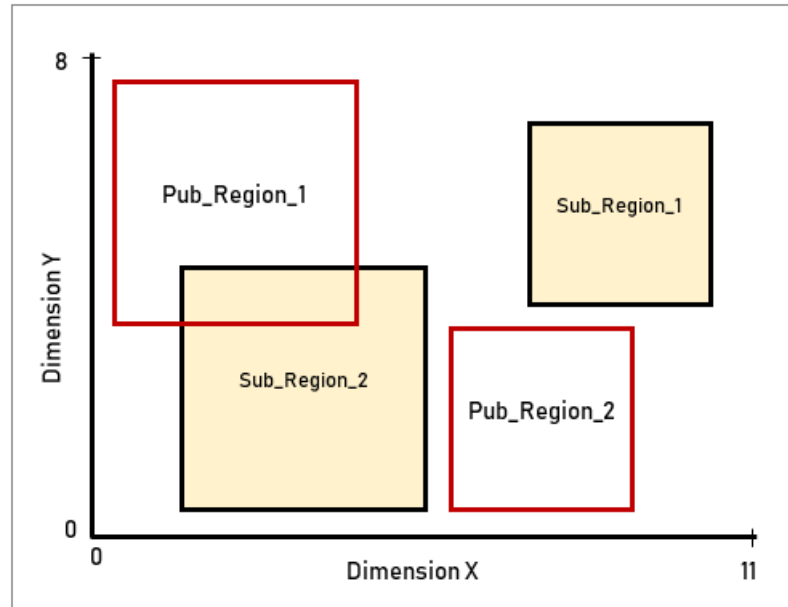 8
Pub_Region_1
Sub_Region_1
Dimension Y
Sub_Region_2
Pub_Region_2
0
0
Dimension X
11